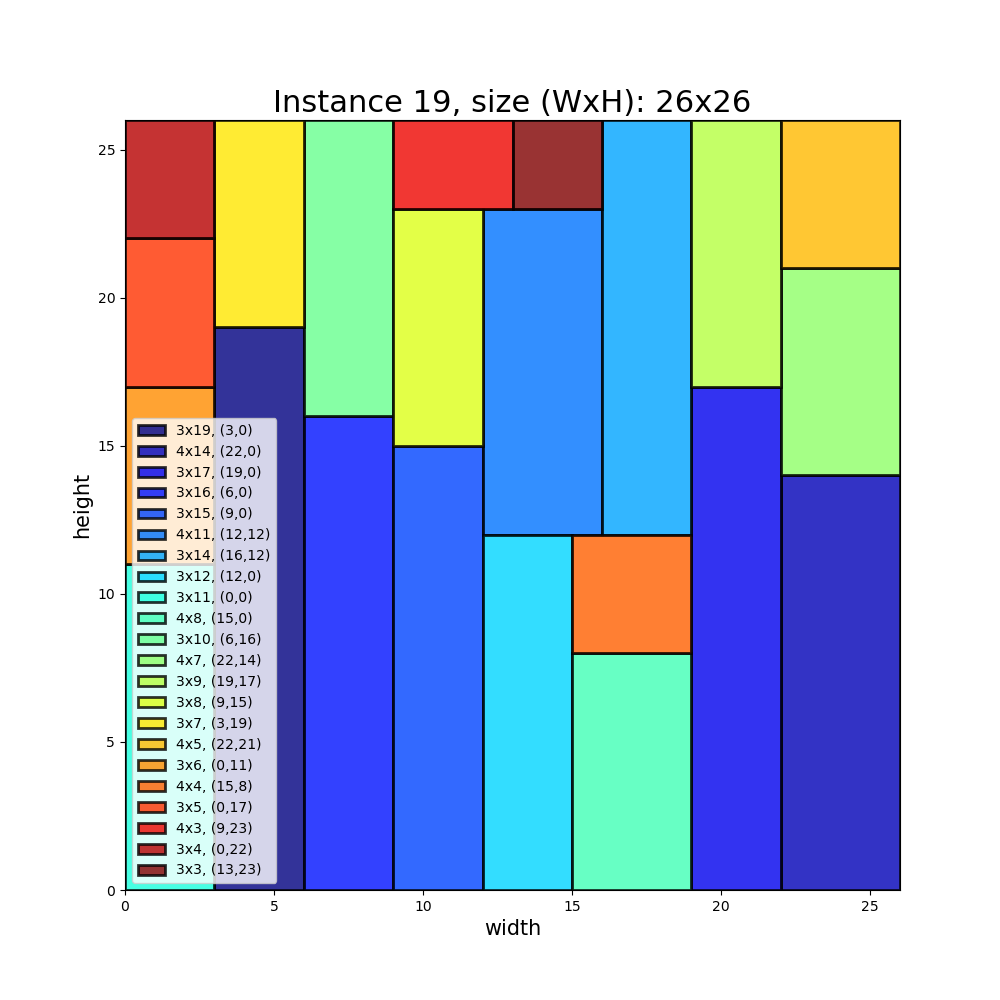 Instance 19, size (WxH): 26x26
25
20
15
10
5
0
height
3x19, (3,0)
4x14, (22,0)
3x17, (19,0)
3x16, (6,0)
3x15, (9,0)
4x11, (12,12)
3x14, (16,12)
3x12, (12,0)
3x11, (0,0)
4x8, (15,0)
3x10, (6,16)
4x7, (22,14)
3x9, (19,17)
3x8, (9,15)
3x7, (3,19)
4x5, (22,21)
3x6, (0,11)
4x4, (15,8)
3x5, (0,17)
4x3, (9,23)
3x4, (0,22)
3x3, (13,23)
0 5 10 15 20 25
width